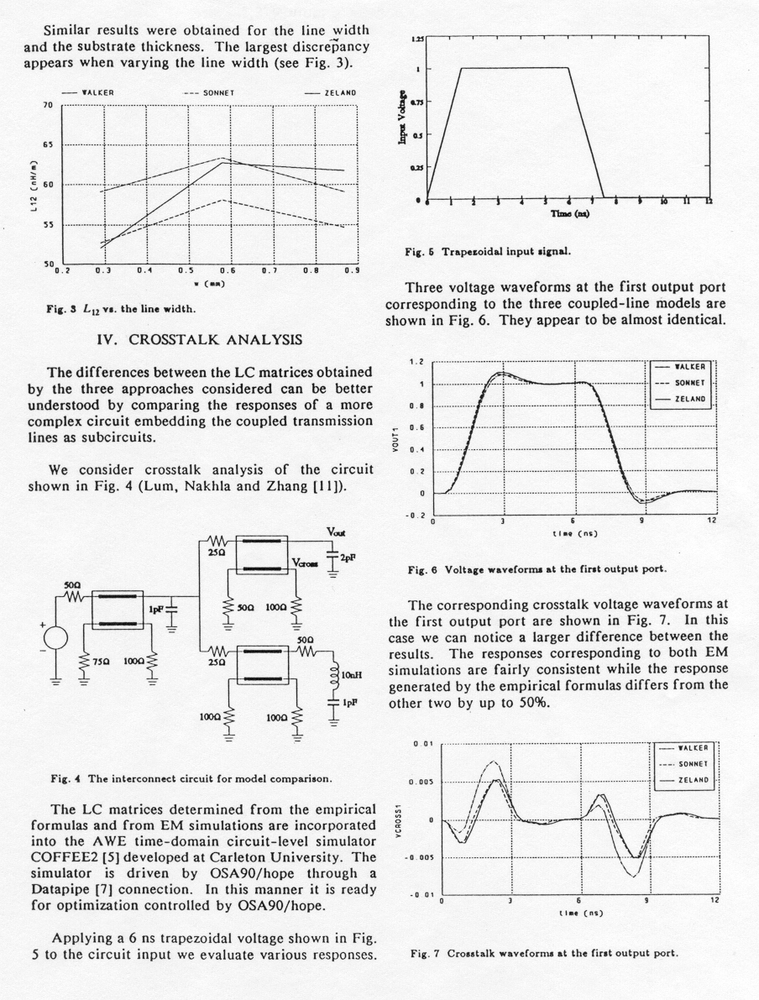 Similar results were obtained for the line width
and the substrate thickness. The largest discrepancy
appears when varying the line width (see Fig. 3).
WALKER SONNET ZELAND
70
65
60
55
50
L12 (nH/m)
0.2 0.3 0.4 0.5 0.6 0.7 0.8 0.9
w (mm)
Fig. 3 L12 vs. the line width.
IV. CROSSTALK ANALYSIS
The differences between the LC matrices obtained
by the three approaches considered can be better
understood by comparing the responses of a more
complex circuit embedding the coupled transmission
lines as subcircuits.
We consider crosstalk analysis of the circuit
shown in Fig. 4 (Lum, Nakhla and Zhang [11]).
Vout
25Ω
2pF
Vcross
50Ω
1pF
50Ω 100Ω
+
-
75Ω 100Ω
50Ω
25Ω
10nH
1pF
100Ω 100Ω
Fig. 4 The interconnect circuit for model comparison.
The LC matrices determined from the empirical
formulas and from EM simulations are incorporated
into the AWE time-domain circuit-level simulator
COFFEE2 [5] developed at Carleton University. The
simulator is driven by OSA90/hope through a
Datapipe [7] connection. In this manner it is ready
for optimization controlled by OSA90/hope.
Applying a 6 ns trapezoidal voltage shown in Fig.
5 to the circuit input we evaluate various responses.
1.25
1
0.75
0.5
0.25
0
Input Voltage
0 1 2 3 4 5 6 7 8 9 10 11 12
Time (ns)
Fig. 5 Trapezoidal input signal.
Three voltage waveforms at the first output port
corresponding to the three coupled-line models are
shown in Fig. 6. They appear to be almost identical.
1.2
1
0.8
0.6
0.4
0.2
0
-0.2
VOUT1
WALKER
SONNET
ZELAND
0 3 6 9 12
time (ns)
Fig. 6 Voltage waveforms at the first output port.
The corresponding crosstalk voltage waveforms at
the first output port are shown in Fig. 7. In this
case we can notice a larger difference between the
results. The responses corresponding to both EM
simulations are fairly consistent while the response
generated by the empirical formulas differs from the
other two by up to 50%.
0.01
0.005
0
-0.005
-0.01
VCROSS1
WALKER
SONNET
ZELAND
0 3 6 9 12
time (ns)
Fig. 7 Crosstalk waveforms at the first output port.